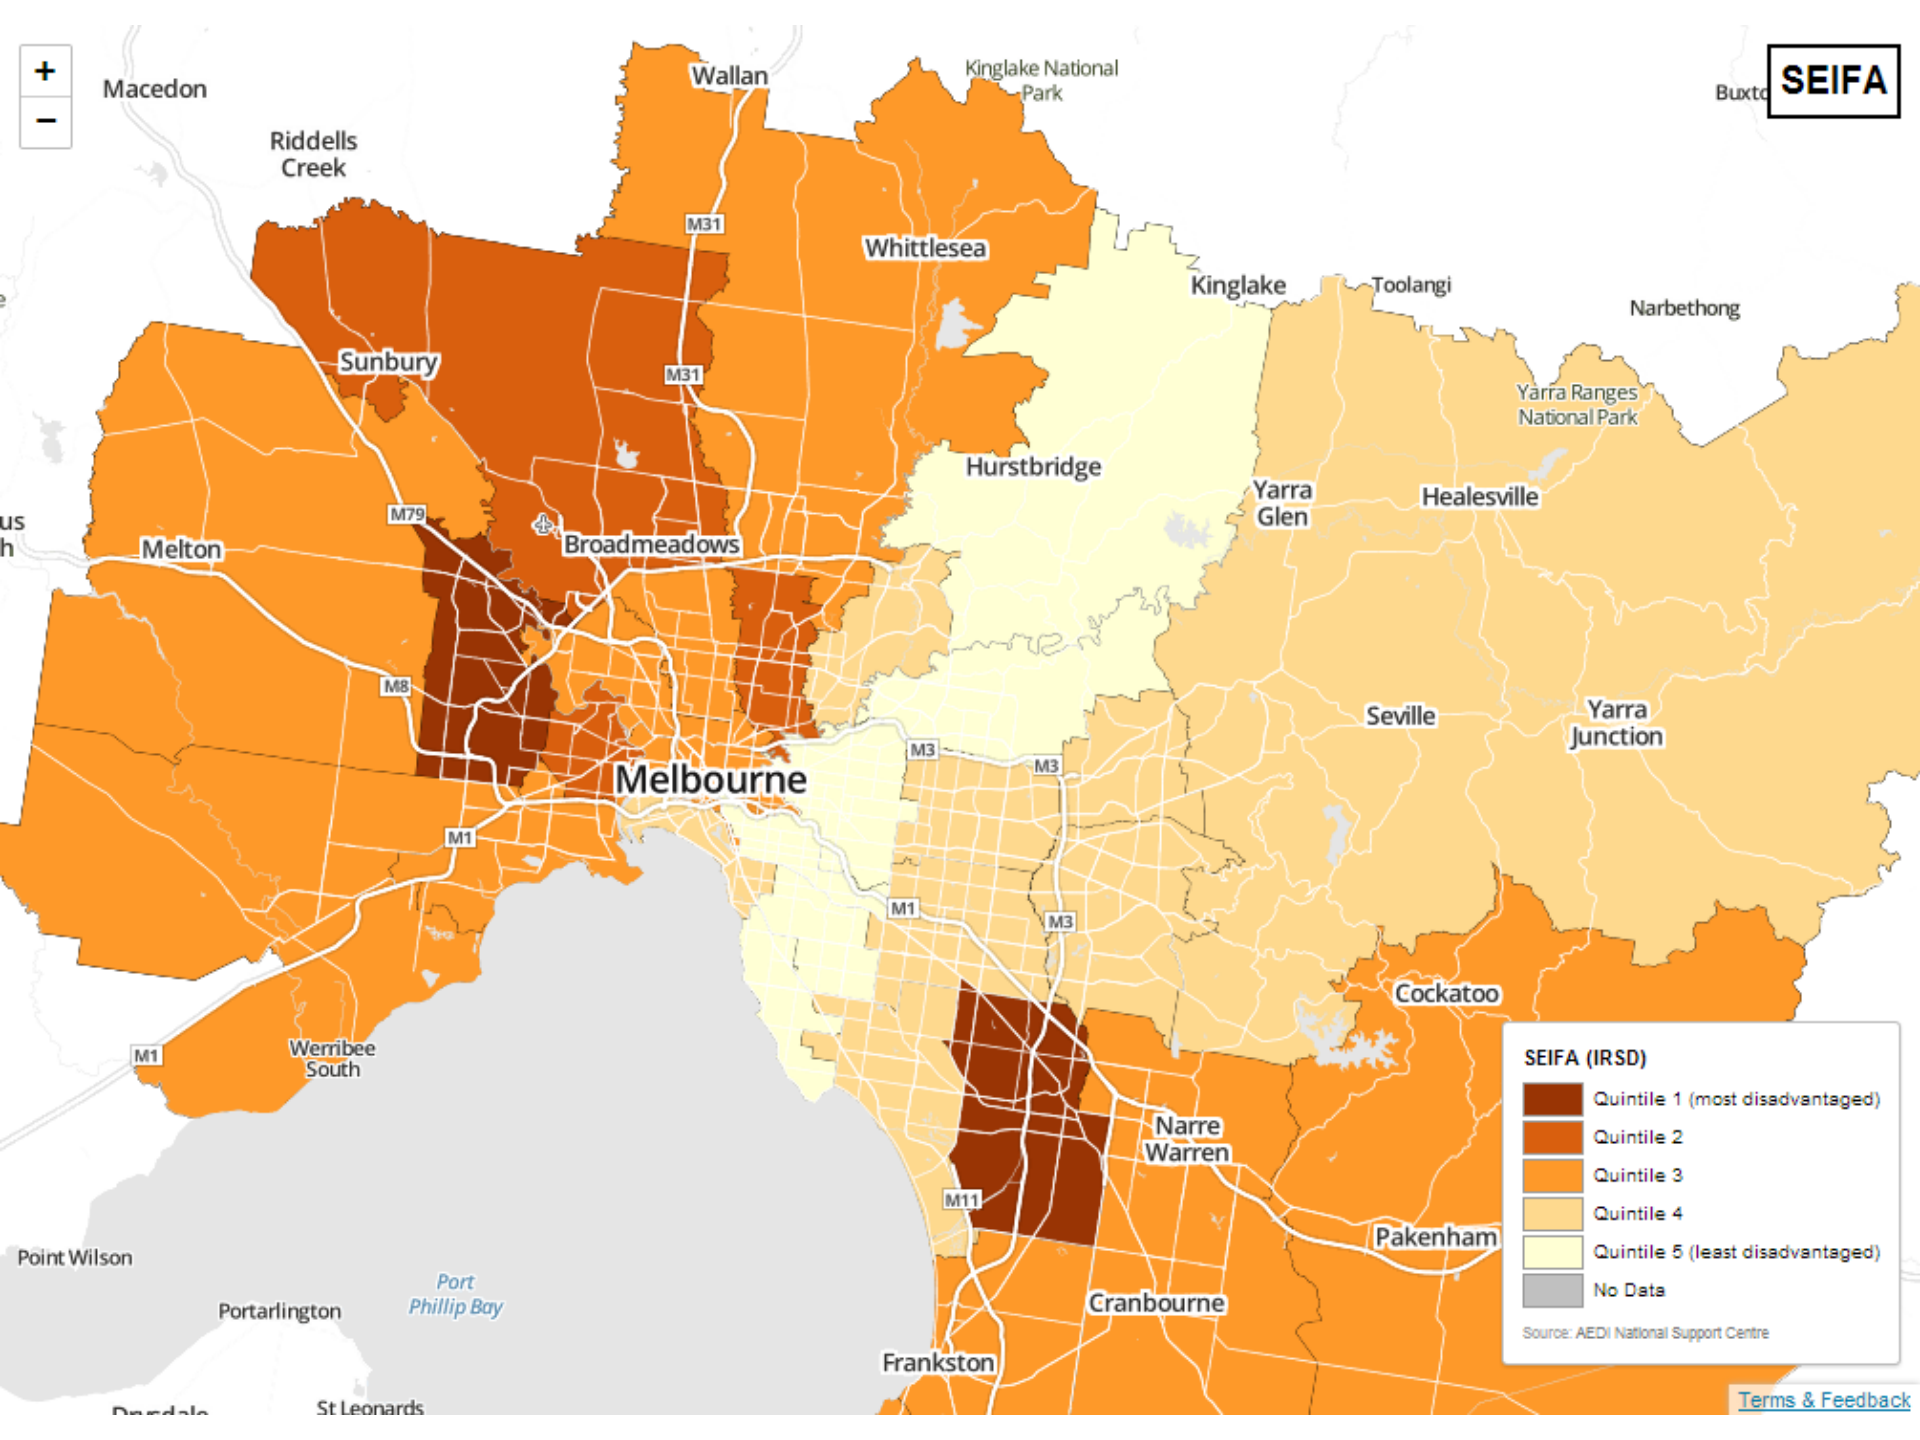 +
−
Macedon
Wallan
Kinglake National
Park
Buxto
SEIFA
Riddells
Creek
M31
Whittlesea
Kinglake
Toolangi
Narbethong
Sunbury
M31
Yarra Ranges
National Park
Hurstbridge
Yarra
Glen
Healesville
M79
us
h
Melton
Broadmeadows
M8
Seville
Yarra
Junction
M3
M3
Melbourne
M1
M1
M3
Cockatoo
Werribee
South
M1
SEIFA (IRSD)
Quintile 1 (most disadvantaged)
Quintile 2
Quintile 3
Quintile 4
Quintile 5 (least disadvantaged)
No Data
Source: AEDI National Support Centre
Narre
Warren
M11
Pakenham
Point Wilson
Port
Phillip Bay
Portarlington
Cranbourne
Frankston
St Leonards
Terms & Feedback